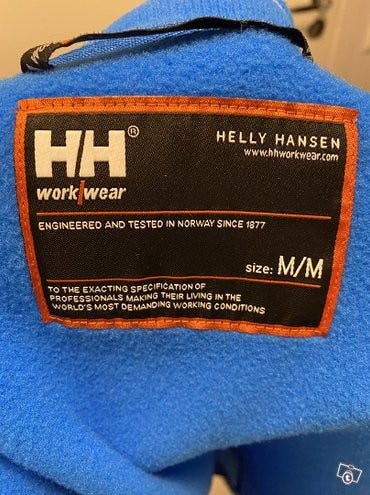 HH®
HELLY HANSEN
www.hhworkwear.com
work/wear
ENGINEERED AND TESTED IN NORWAY SINCE 1877
size: M/M
TO THE EXACTING SPECIFICATION OF
PROFESSIONALS MAKING THEIR LIVING IN THE
WORLD'S MOST DEMANDING WORKING CONDITIONS